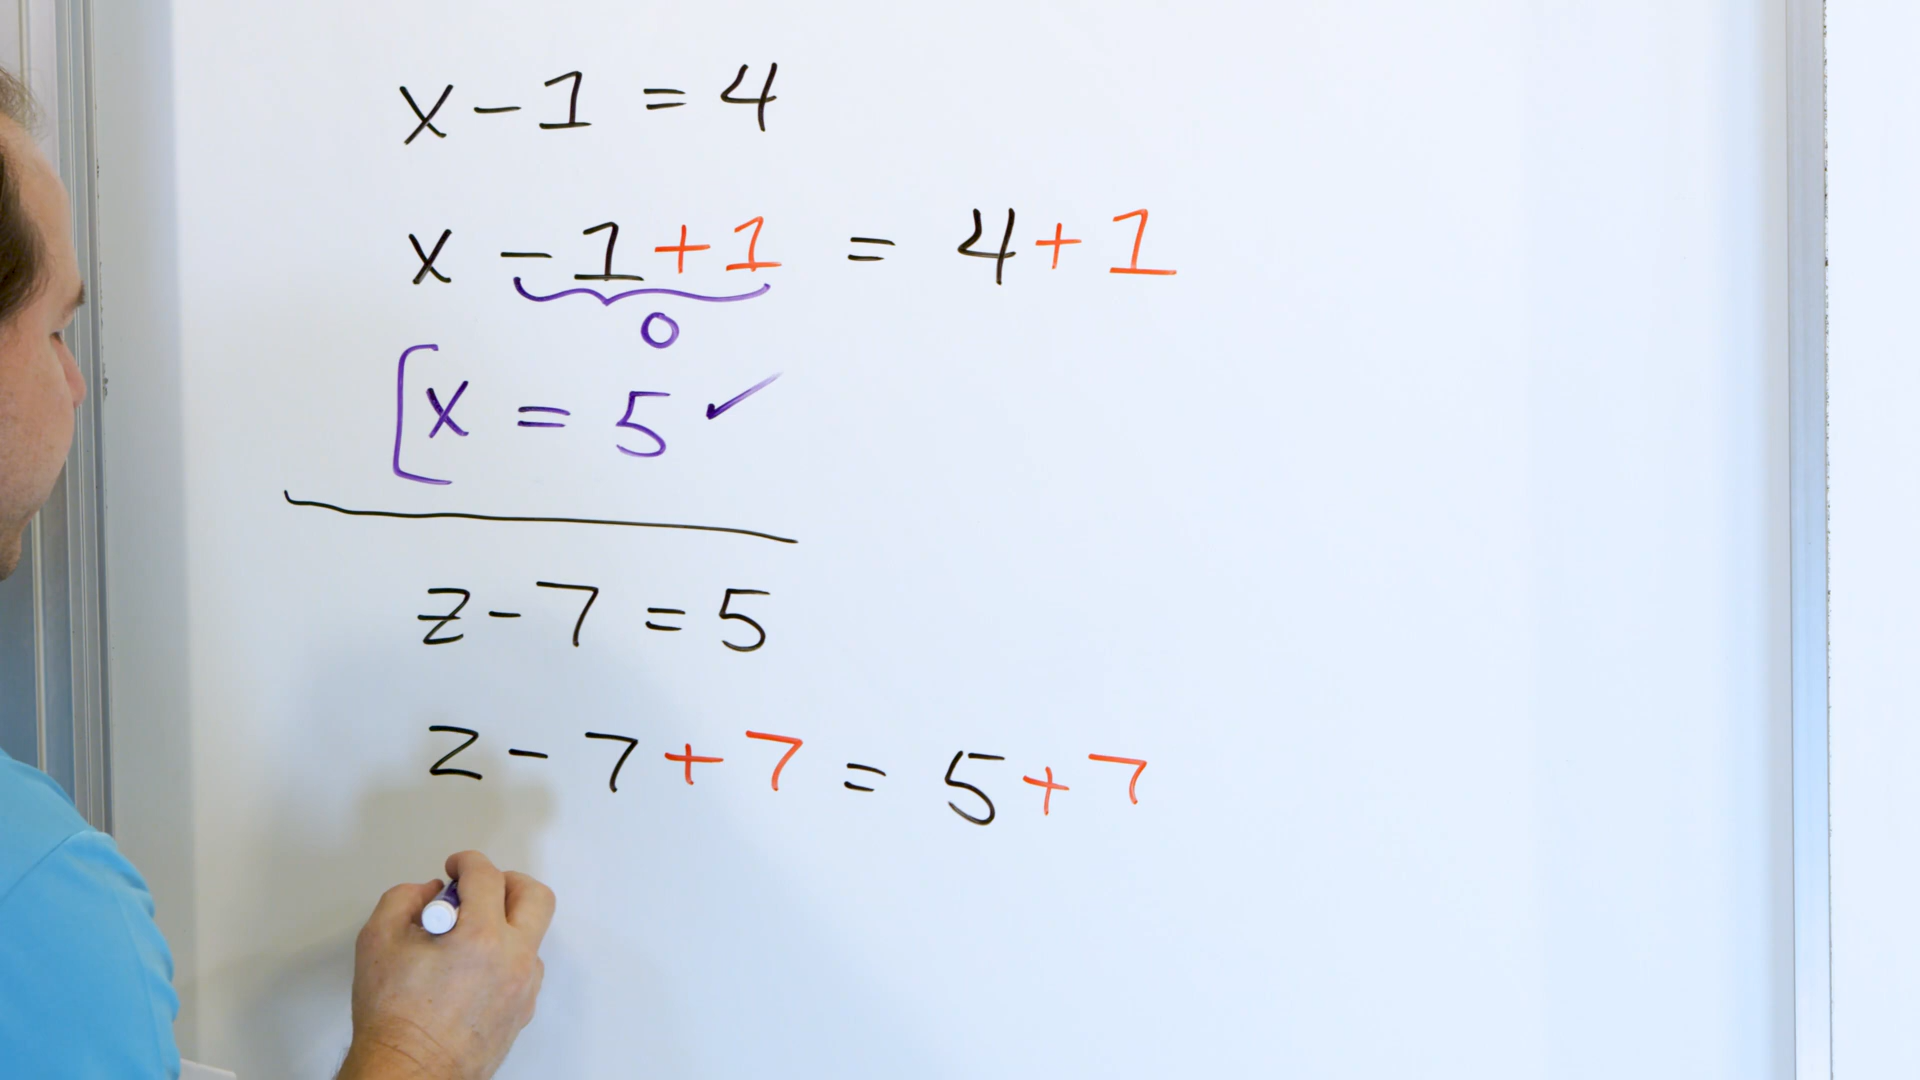 x - 1 = 4
x - 1 + 1 = 4 + 1
0
x = 5 ✓
z - 7 = 5
z - 7 + 7 = 5 + 7